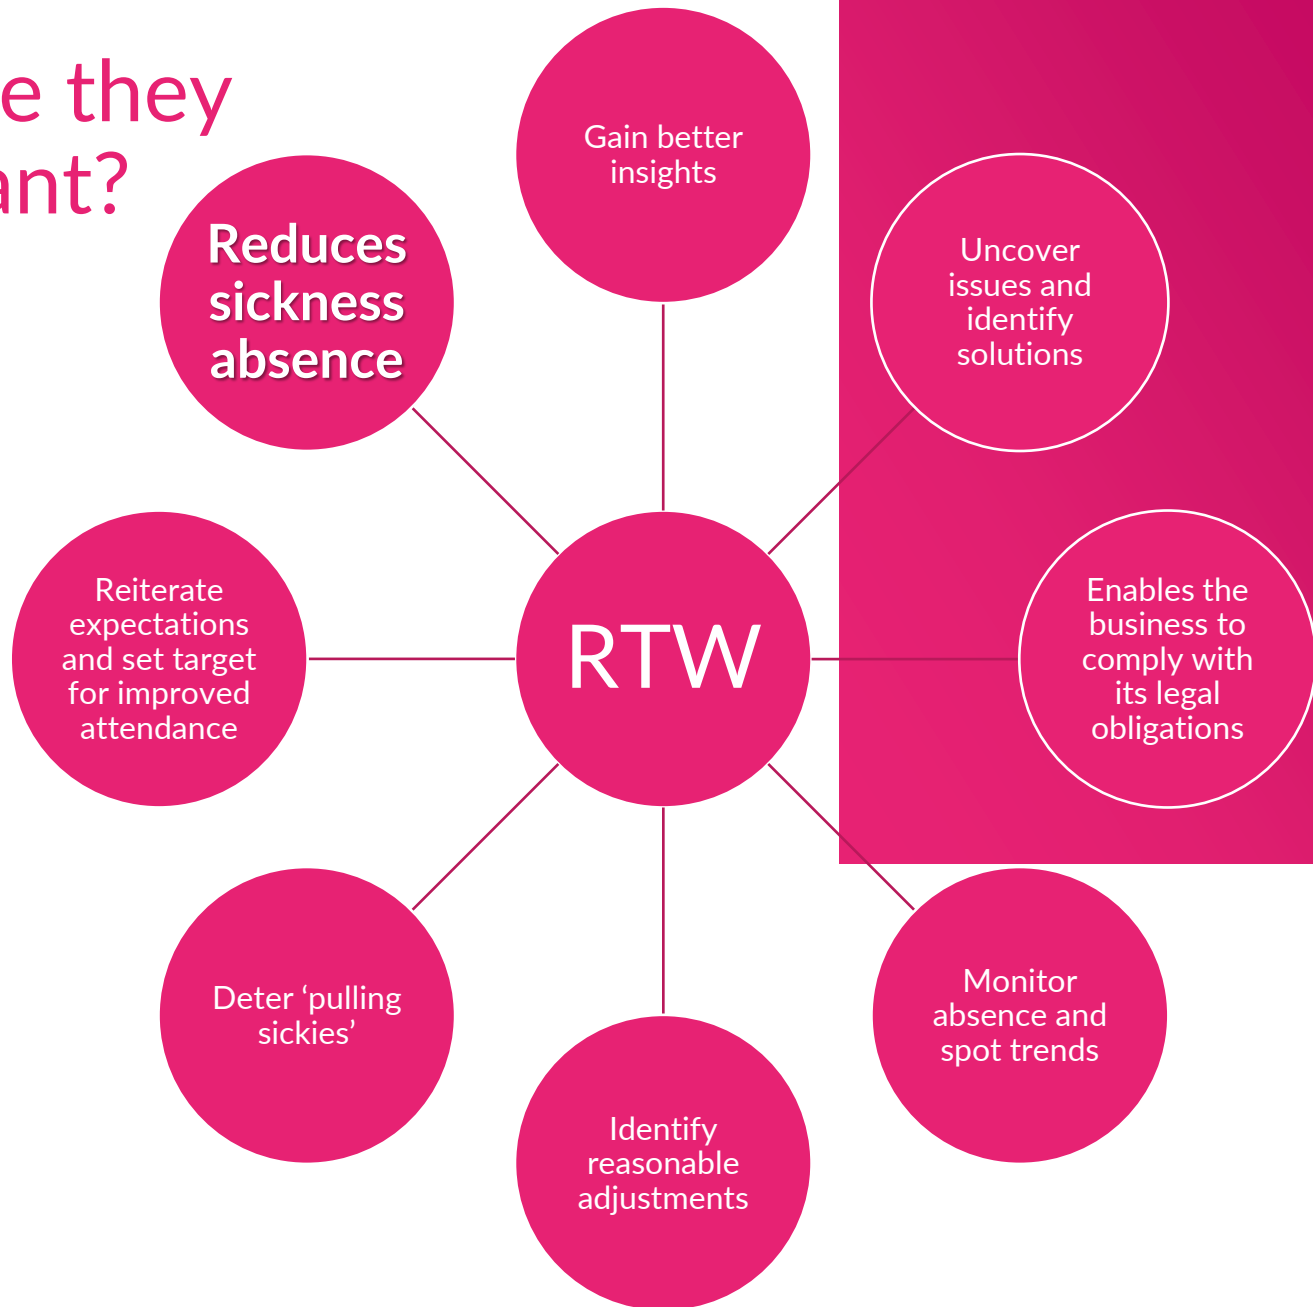 e they
ant?
Gain better
insights
Uncover
issues and
identify
solutions
Enables the
business to
comply with
its legal
obligations
Monitor
absence and
spot trends
Identify
reasonable
adjustments
Deter ‘pulling
sickies’
Reiterate
expectations
and set target
for improved
attendance
Reduces
sickness
absence
RTW